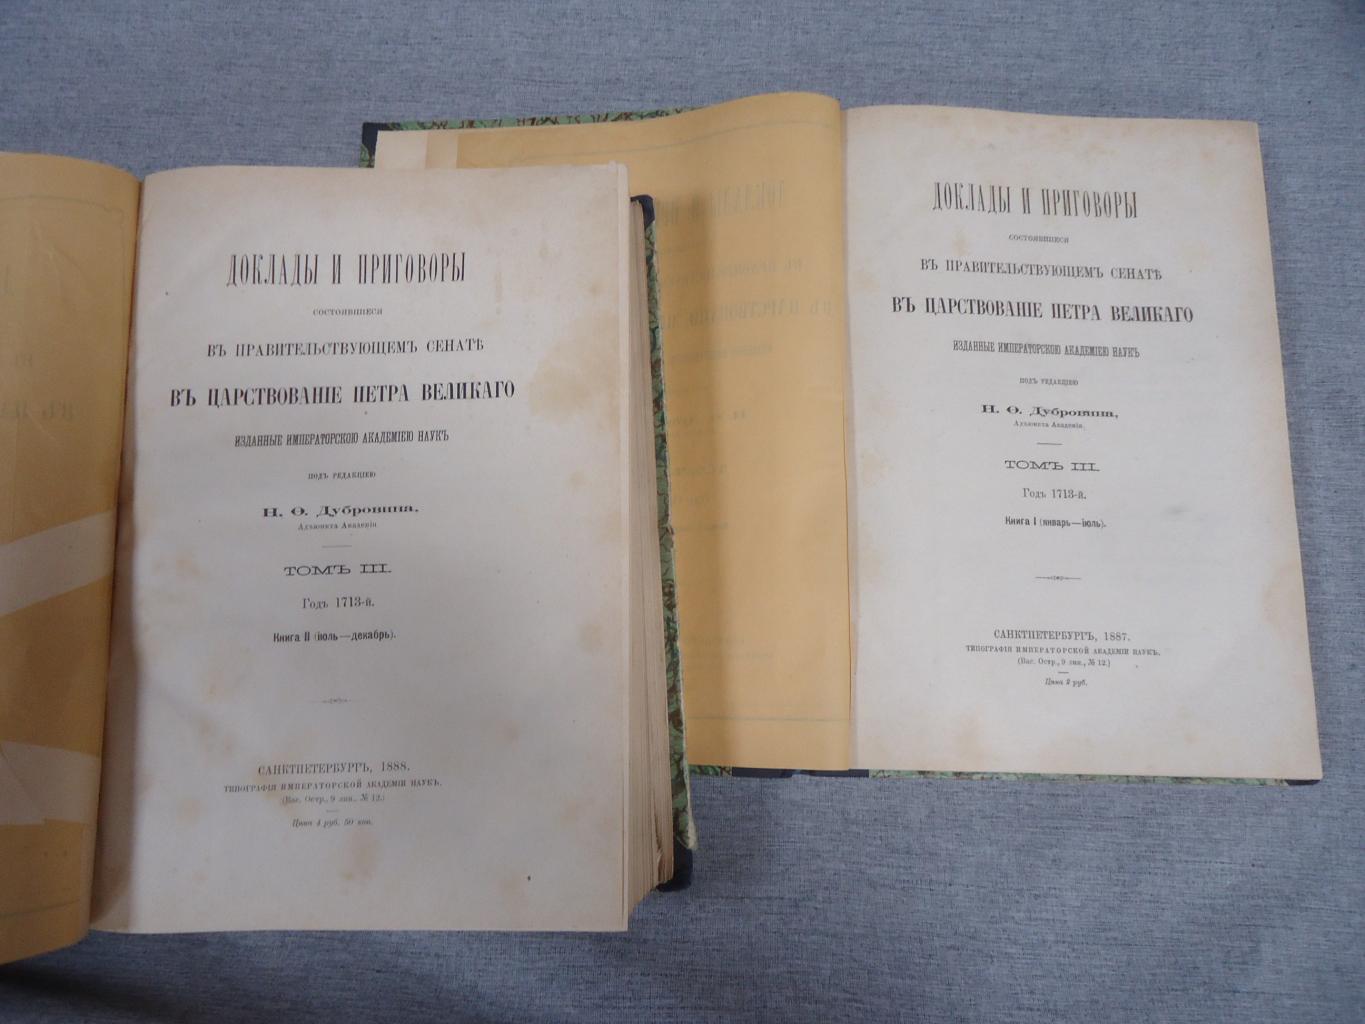 ДОКЛАДЫ И ПРИГОВОРЫ
СОСТОЯВШІЕСЯ
ВЪ ПРАВИТЕЛЬСТВУЮЩЕМЪ СЕНАТѢ
ВЪ ЦАРСТВОВАНІЕ ПЕТРА ВЕЛИКАГО
ИЗДАННЫЕ ИМПЕРАТОРСКОЮ АКАДЕМІЕЮ НАУКЪ
ПОДЪ РЕДАКЦІЕЮ
Н. Ѳ. Дубровина,
Адъюнкта Академіи
ТОМЪ III.
Годъ 1713-й.
Книга II (іюль—декабрь).
САНКТПЕТЕРБУРГЪ, 1888.
ТИПОГРАФІЯ ИМПЕРАТОРСКОЙ АКАДЕМІИ НАУКЪ.
(Вас. Остр., 9 лин., № 12.)
Цѣна 4 руб. 50 коп.
ДОКЛАДЫ И ПРИГОВОРЫ
СОСТОЯВШІЕСЯ
ВЪ ПРАВИТЕЛЬСТВУЮЩЕМЪ СЕНАТѢ
ВЪ ЦАРСТВОВАНІЕ ПЕТРА ВЕЛИКАГО
ИЗДАННЫЕ ИМПЕРАТОРСКОЮ АКАДЕМІЕЮ НАУКЪ
ПОДЪ РЕДАКЦІЕЮ
Н. Ѳ. Дубровина,
Адъюнкта Академіи.
ТОМЪ III.
Годъ 1713-й.
Книга I (январь—іюль).
САНКТПЕТЕРБУРГЪ, 1887.
ТИПОГРАФІЯ ИМПЕРАТОРСКОЙ АКАДЕМІИ НАУКЪ.
(Вас. Остр., 9 лин., № 12.)
Цѣна 2 руб.